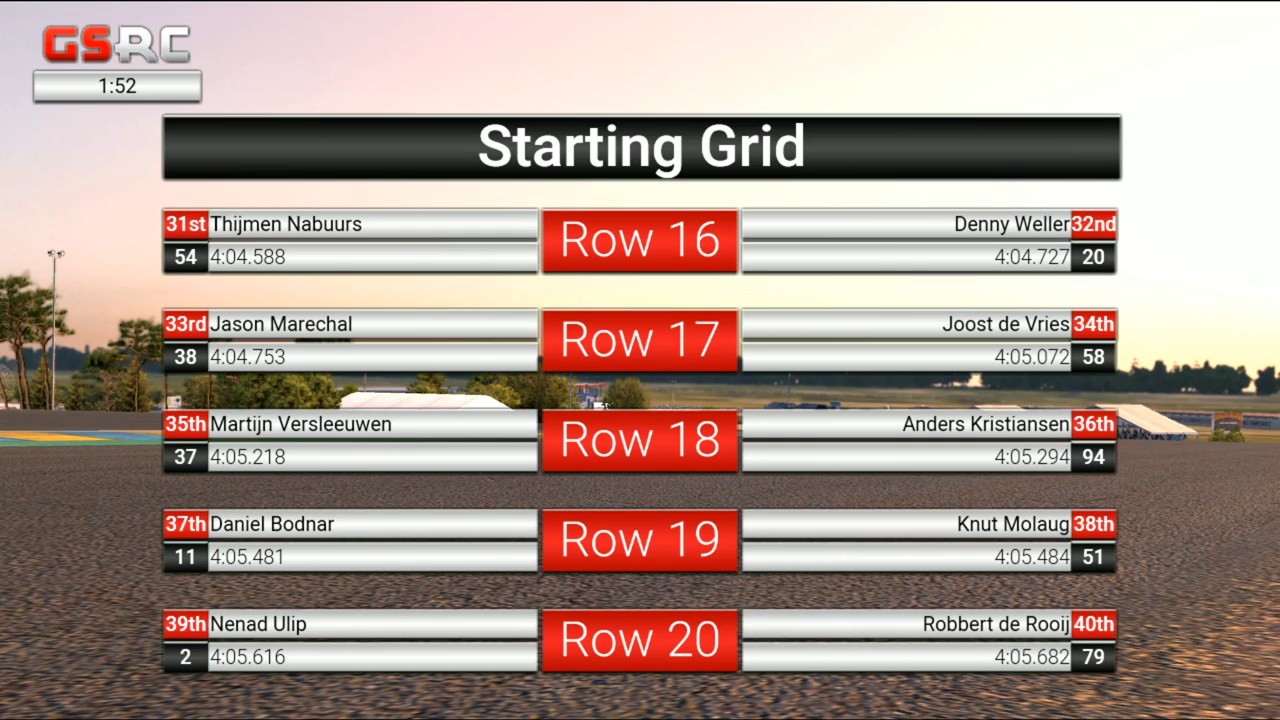 GSRC
1:52
Starting Grid
31st Thijmen Nabuurs Row 16 Denny Weller 32nd
54 4:04.588 4:04.727 20
33rd Jason Marechal Row 17 Joost de Vries 34th
38 4:04.753 4:05.072 58
35th Martijn Versleeuwen Row 18 Anders Kristiansen 36th
37 4:05.218 4:05.294 94
37th Daniel Bodnar Row 19 Knut Molaug 38th
11 4:05.481 4:05.484 51
39th Nenad Ulip Row 20 Robbert de Rooij 40th
2 4:05.616 4:05.682 79